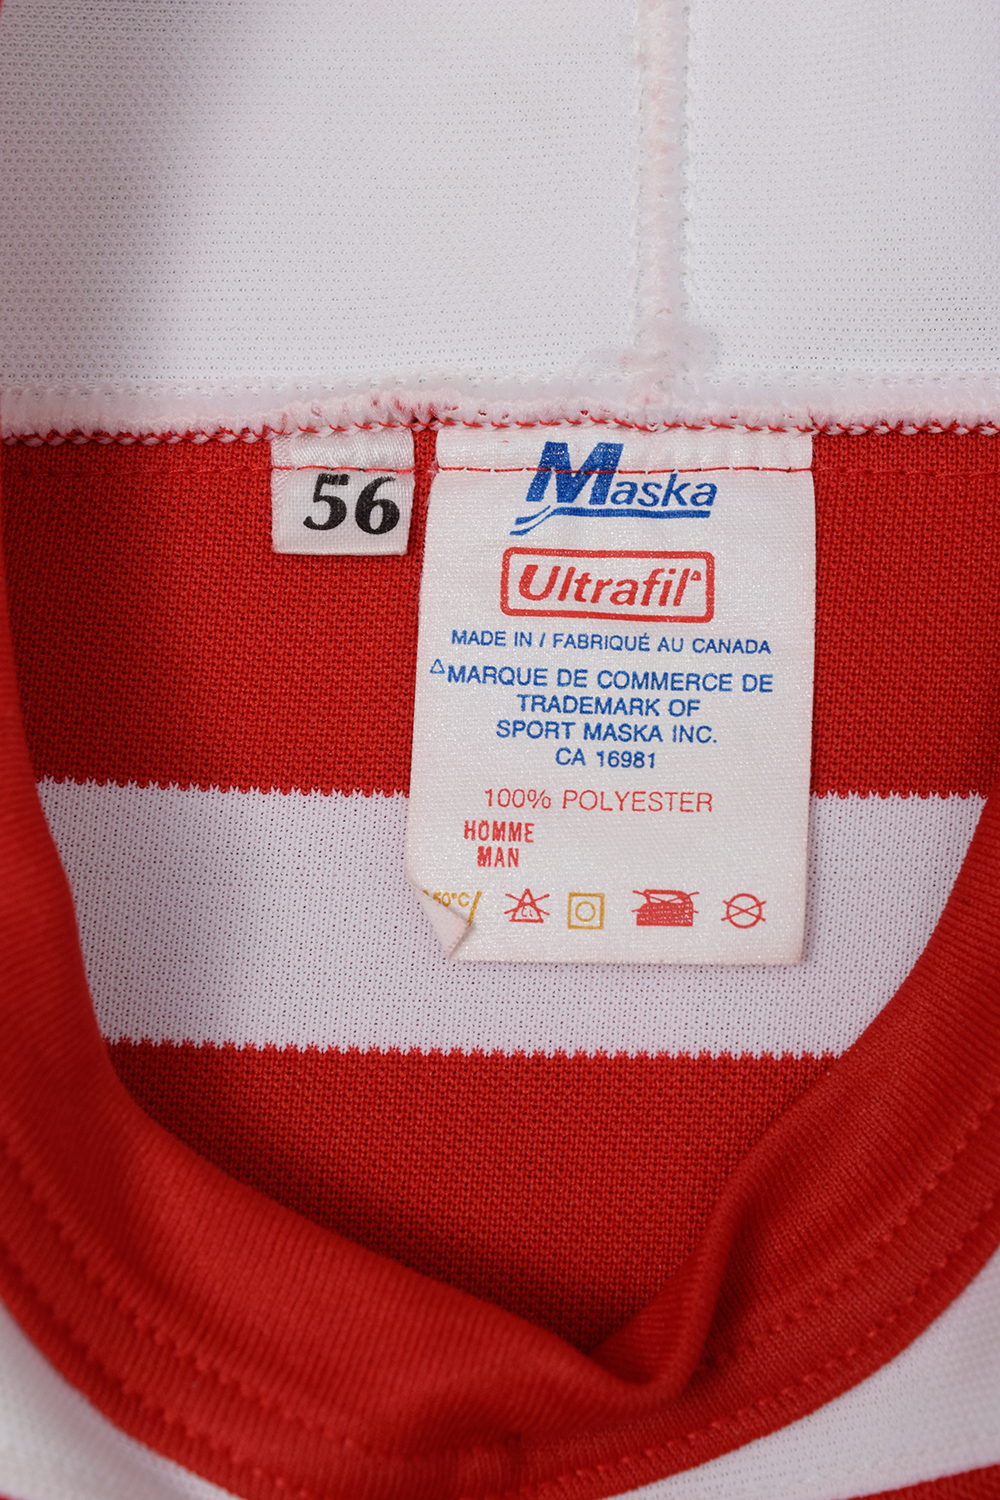 56
Maska
Ultrafil△
MADE IN / FABRIQUÉ AU CANADA
△MARQUE DE COMMERCE DE
TRADEMARK OF
SPORT MASKA INC.
CA 16981
100% POLYESTER
HOMME
MAN
50°C
CL